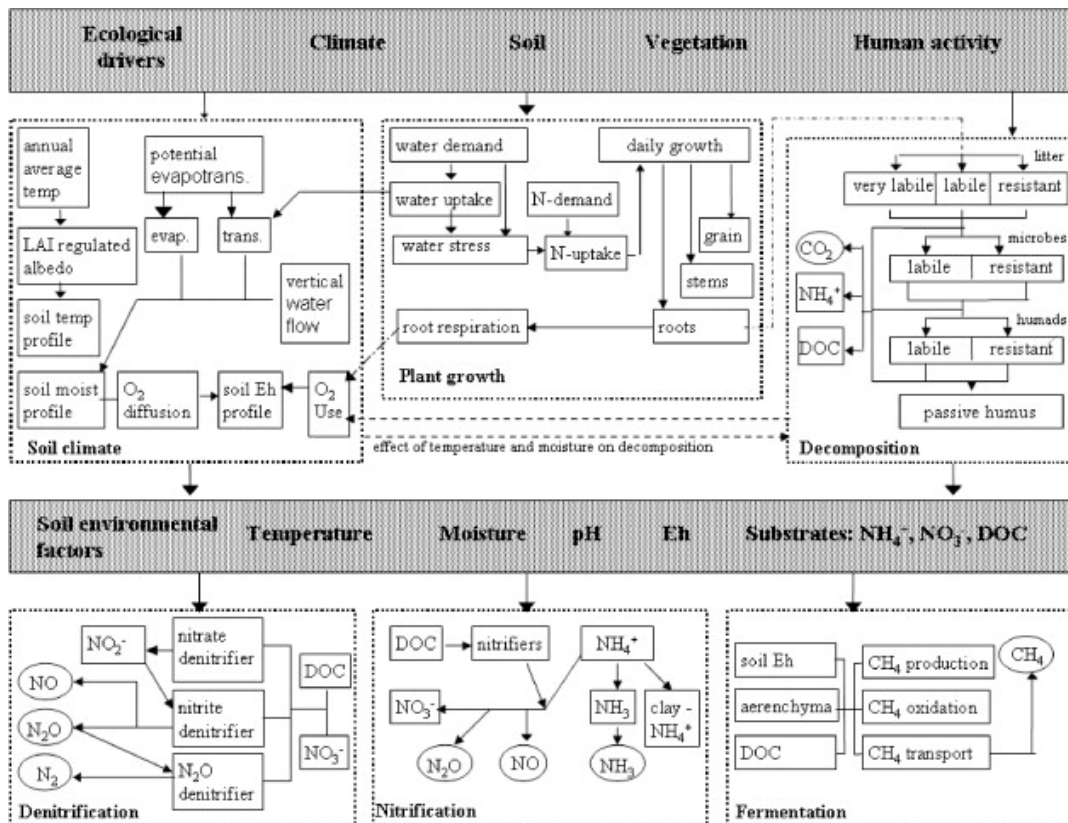 Ecological drivers
Climate
Soil
Vegetation
Human activity
annual
average
temp
potential
evapotrans.
LAI regulated
albedo
evap.
trans.
soil temp
profile
vertical
water
flow
soil moist
profile
O₂
diffusion
soil Eh
profile
O₂
Use
Soil climate
water demand
daily growth
water uptake
N-demand
water stress
N-uptake
grain
stems
root respiration
roots
Plant growth
effect of temperature and moisture on decomposition
litter
very labile
labile
resistant
microbes
CO₂
labile
resistant
NH₄⁺
humads
DOC
labile
resistant
passive humus
Decomposition
Soil environmental
factors
Temperature
Moisture
pH
Eh
Substrates: NH₄⁻, NO₃⁻, DOC
NO₂⁻
nitrate
denitrifier
DOC
NO
nitrite
denitrifier
N₂O
NO₃⁻
N₂
N₂O
denitrifier
Denitrification
DOC
nitrifiers
NH₄⁺
NO₃⁻
NH₃
clay -
NH₄⁺
N₂O
NO
NH₃
Nitrification
soil Eh
CH₄ production
CH₄
aerenchyma
CH₄ oxidation
DOC
CH₄ transport
Fermentation